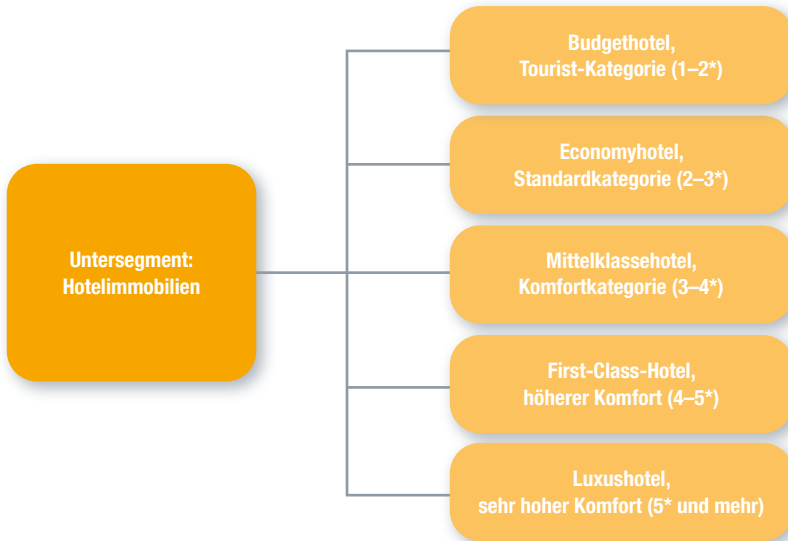 Budgethotel,
Tourist-Kategorie (1–2*)
Economyhotel,
Standardkategorie (2–3*)
Untersegment:
Hotelimmobilien
Mittelklassehotel,
Komfortkategorie (3–4*)
First-Class-Hotel,
höherer Komfort (4–5*)
Luxushotel,
sehr hoher Komfort (5* und mehr)